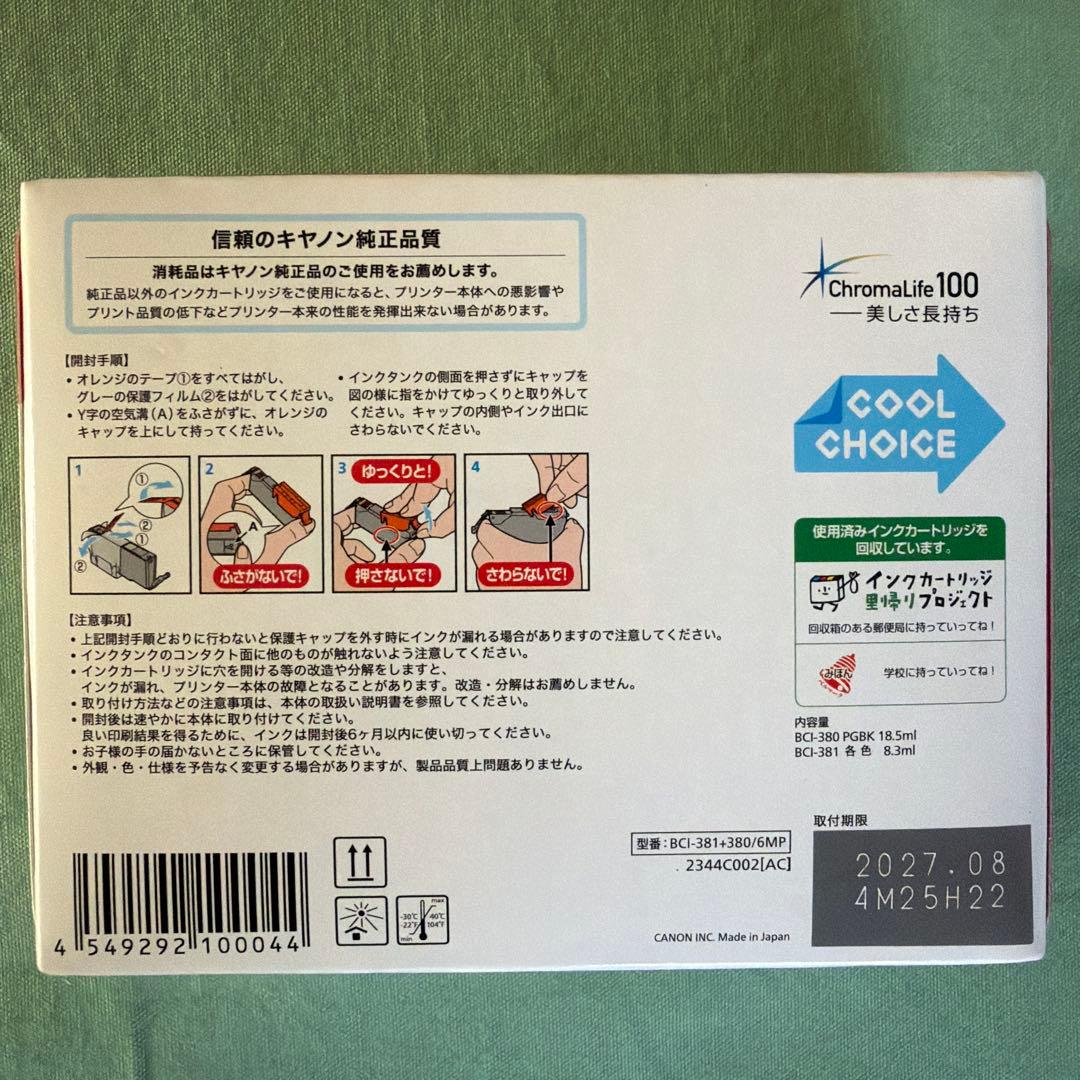 信頼のキヤノン純正品質
消耗品はキヤノン純正品のご使用をお薦めします。
純正品以外のインクカートリッジをご使用になると、プリンター本体への悪影響や
プリント品質の低下などプリンター本来の性能を発揮出来ない場合があります。
【開封手順】
・オレンジのテープ①をすべてはがし、
グレーの保護フィルム②をはがしてください。
・Y字の空気溝(A)をふさがずに、オレンジの
キャップを上にして持ってください。
・インクタンクの側面を押さずにキャップを
図の様に指をかけてゆっくりと取り外して
ください。キャップの内側やインク出口に
さわらないでください。
1
①
②
①
②
2
A
ふさがないで!
3
ゆっくりと!
押さないで!
4
さわらないで!
【注意事項】
・上記開封手順どおりに行わないと保護キャップを外す時にインクが漏れる場合がありますので注意してください。
・インクタンクのコンタクト面に他のものが触れないよう注意してください。
・インクカートリッジに穴を開ける等の改造や分解をしますと、
インクが漏れ、プリンター本体の故障となることがあります。改造・分解はお薦めしません。
・取り付け方法などの注意事項は、本体の取扱い説明書を参照してください。
・開封後は速やかに本体に取り付けてください。
良い印刷結果を得るために、インクは開封後6ヶ月以内に使い切ってください。
・お子様の手の届かないところに保管してください。
・外観・色・仕様を予告なく変更する場合がありますが、製品品質上問題ありません。
ChromaLife100
美しさ長持ち
COOL
CHOICE
使用済みインクカートリッジを
回収しています。
インクカートリッジ
里帰りプロジェクト
回収箱のある郵便局に持っていってね!
みほん
ベルマーク
学校に持っていってね!
内容量
BCI-380 PGBK 18.5ml
BCI-381 各色 8.3ml
取付期限
2027.08
4M25H22
型番:BCI-381+380/6MP
2344C002[AC]
CANON INC. Made in Japan
4 549292 100044
-30℃
-22°F
min
max
40℃
104°F